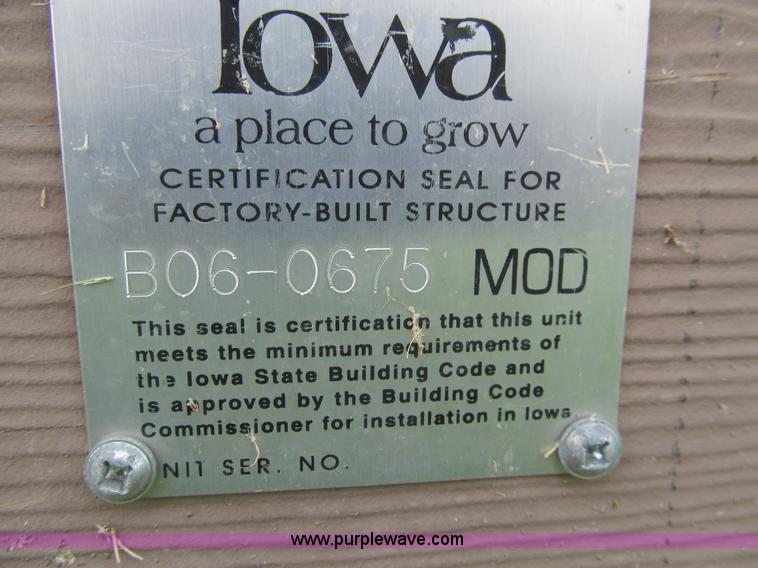 Iowa
a place to grow
CERTIFICATION SEAL FOR
FACTORY-BUILT STRUCTURE
B06-0675 MOD
This seal is certification that this unit
meets the minimum requirements of
the Iowa State Building Code and
is approved by the Building Code
Commissioner for installation in Iowa
NIT SER. NO.
www.purplewave.com